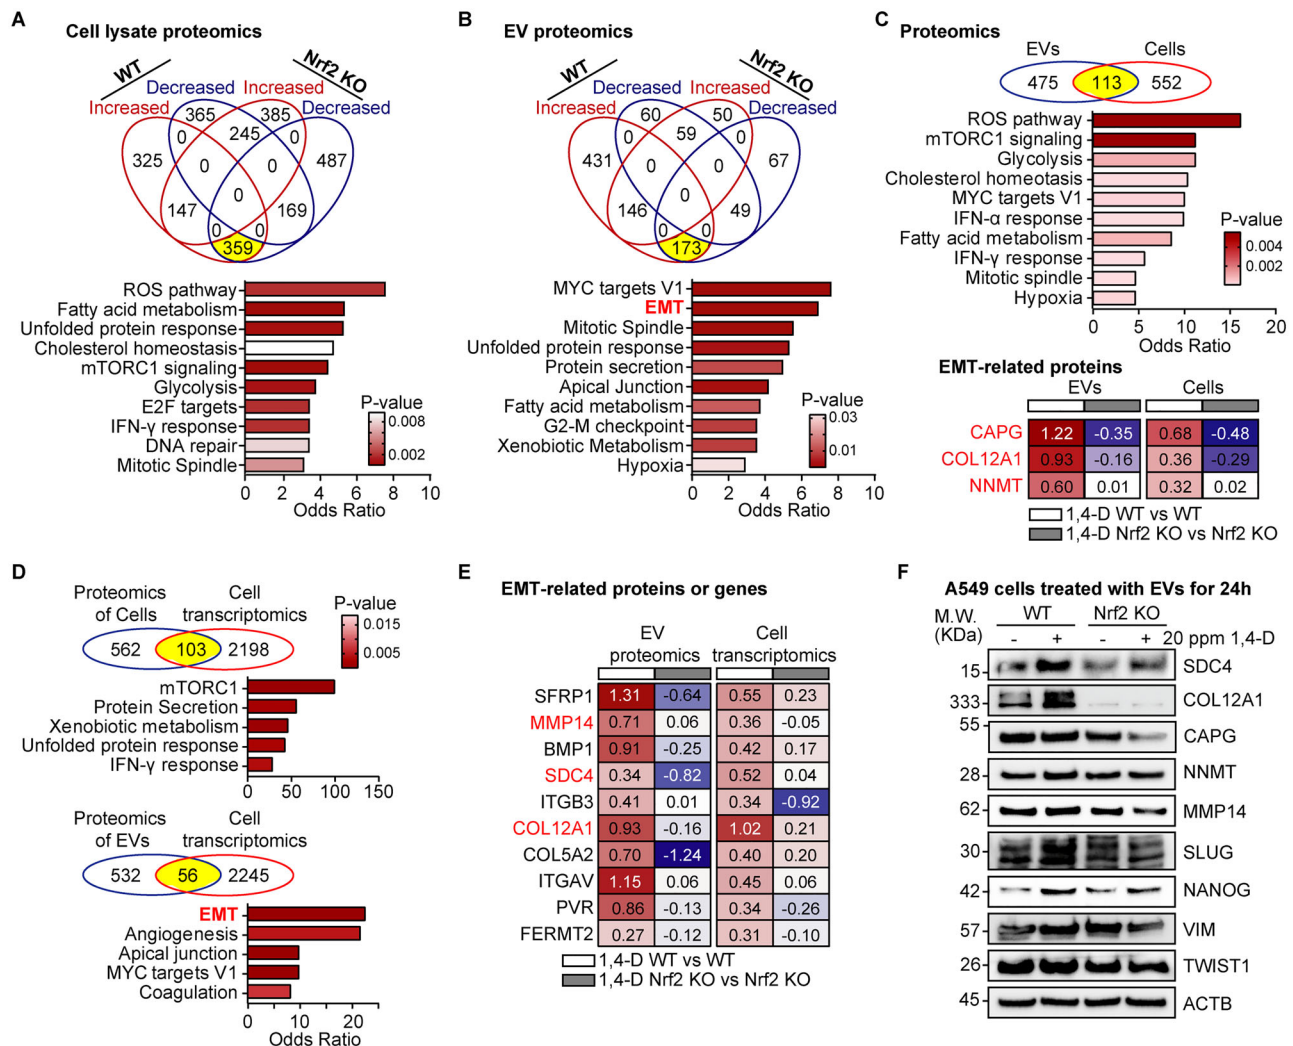 A
Cell lysate proteomics
WT
Nrf2 KO
Decreased
Increased
Increased
Decreased
365
385
0
245
0
325
0
0
487
0
147
169
0
0
359
ROS pathway
Fatty acid metabolism
Unfolded protein response
Cholesterol homeostasis
mTORC1 signaling
Glycolysis
E2F targets
IFN-γ response
DNA repair
Mitotic Spindle
P-value
0.008
0.002
0 2 4 6 8 10
Odds Ratio
B
EV proteomics
WT
Nrf2 KO
Decreased
Increased
Increased
Decreased
60
50
0
59
0
431
0
0
67
0
146
49
0
0
173
MYC targets V1
EMT
Mitotic Spindle
Unfolded protein response
Protein secretion
Apical Junction
Fatty acid metabolism
G2-M checkpoint
Xenobiotic Metabolism
Hypoxia
P-value
0.03
0.01
0 2 4 6 8 10
Odds Ratio
C
Proteomics
EVs Cells
475 113 552
ROS pathway
mTORC1 signaling
Glycolysis
Cholesterol homeotasis
MYC targets V1
IFN-α response
Fatty acid metabolism
IFN-γ response
Mitotic spindle
Hypoxia
P-value
0.004
0.002
0 5 10 15 20
Odds Ratio
EMT-related proteins
EVs Cells
CAPG 1.22 -0.35 0.68 -0.48
COL12A1 0.93 -0.16 0.36 -0.29
NNMT 0.60 0.01 0.32 0.02
1,4-D WT vs WT
1,4-D Nrf2 KO vs Nrf2 KO
D
Proteomics of Cells
Cell transcriptomics
562 103 2198
P-value
0.015
0.005
mTORC1
Protein Secretion
Xenobiotic metabolism
Unfolded protein response
IFN-γ response
0 50 100 150
Proteomics of EVs
Cell transcriptomics
532 56 2245
EMT
Angiogenesis
Apical junction
MYC targets V1
Coagulation
0 10 20
Odds Ratio
E
EMT-related proteins or genes
EV proteomics
Cell transcriptomics
SFRP1 1.31 -0.64 0.55 0.23
MMP14 0.71 0.06 0.36 -0.05
BMP1 0.91 -0.25 0.42 0.17
SDC4 0.34 -0.82 0.52 0.04
ITGB3 0.41 0.01 0.34 -0.92
COL12A1 0.93 -0.16 1.02 0.21
COL5A2 0.70 -1.24 0.40 0.20
ITGAV 1.15 0.06 0.45 0.06
PVR 0.86 -0.13 0.34 -0.26
FERMT2 0.27 -0.12 0.31 -0.10
1,4-D WT vs WT
1,4-D Nrf2 KO vs Nrf2 KO
F
A549 cells treated with EVs for 24h
M.W. (KDa)
WT Nrf2 KO
- + - + 20 ppm 1,4-D
15 SDC4
333 COL12A1
55 CAPG
28 NNMT
62 MMP14
30 SLUG
42 NANOG
57 VIM
26 TWIST1
45 ACTB